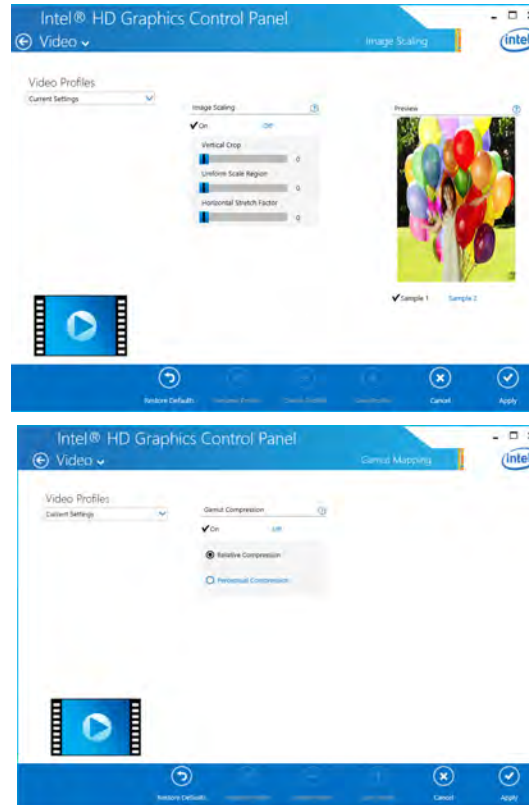 Intel® HD Graphics Control Panel
Video
Image Scaling
intel
Video Profiles
Current Settings
Image Scaling
Preview
On Off
Vertical Crop
0
Uniform Scale Region
0
Horizontal Stretch Factor
0
Sample 1 Sample 2
Restore Defaults
Cancel
Apply
Intel® HD Graphics Control Panel
Video
Gamut Mapping
intel
Video Profiles
Current Settings
Gamut Compression
On Off
Relative Compression
Perceptual Compression
Restore Defaults
Cancel
Apply